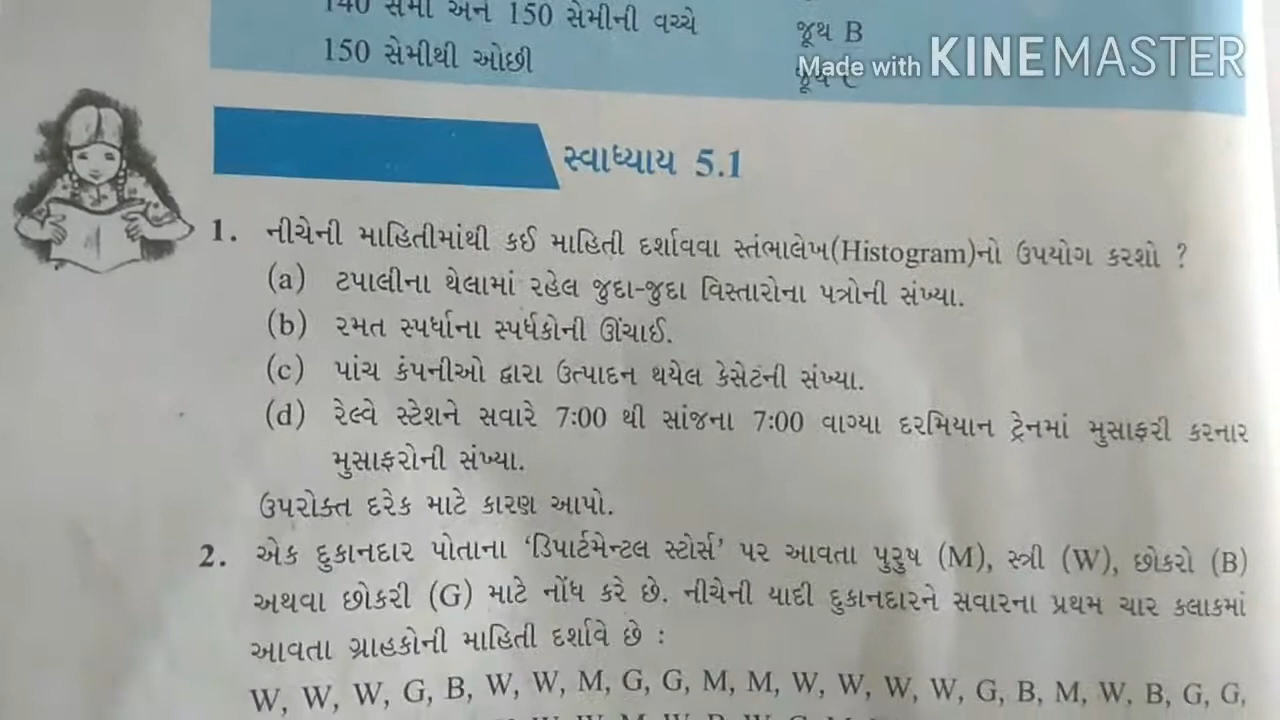 140 સેમી અને 150 સેમીની વચ્ચે
જૂથ B
150 સેમીથી ઓછી
Made with KINEMASTER
સ્વાધ્યાય 5.1
1. નીચેની માહિતીમાંથી કઈ માહિતી દર્શાવવા સ્તંભાલેખ(Histogram)નો ઉપયોગ કરશો ?
(a) ટપાલીના થેલામાં રહેલ જુદા-જુદા વિસ્તારોના પત્રોની સંખ્યા.
(b) રમત સ્પર્ધાના સ્પર્ધકોની ઊંચાઈ.
(c) પાંચ કંપનીઓ દ્વારા ઉત્પાદન થયેલ કેસેટની સંખ્યા.
(d) રેલ્વે સ્ટેશને સવારે 7:00 થી સાંજના 7:00 વાગ્યા દરમિયાન ટ્રેનમાં મુસાફરી કરનાર
મુસાફરોની સંખ્યા.
ઉપરોક્ત દરેક માટે કારણ આપો.
2. એક દુકાનદાર પોતાના ‘ડિપાર્ટમેન્ટલ સ્ટોર્સ’ પર આવતા પુરુષ (M), સ્ત્રી (W), છોકરો (B)
અથવા છોકરી (G) માટે નોંધ કરે છે. નીચેની યાદી દુકાનદારને સવારના પ્રથમ ચાર કલાકમાં
આવતા ગ્રાહકોની માહિતી દર્શાવે છે :
W, W, W, G, B, W, W, M, G, G, M, M, W, W, W, W, G, B, M, W, B, G, G,